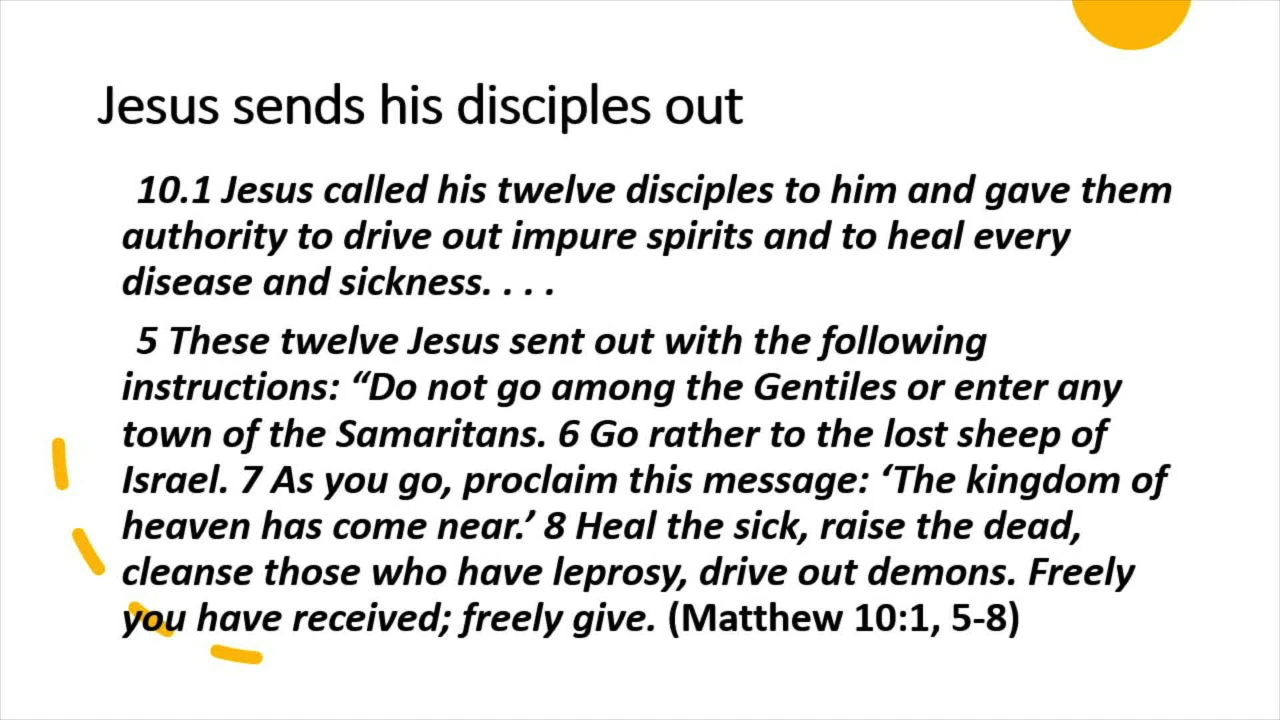 Jesus sends his disciples out
10.1 Jesus called his twelve disciples to him and gave them
authority to drive out impure spirits and to heal every
disease and sickness. . . .
5 These twelve Jesus sent out with the following
instructions: “Do not go among the Gentiles or enter any
town of the Samaritans. 6 Go rather to the lost sheep of
Israel. 7 As you go, proclaim this message: ‘The kingdom of
heaven has come near.’ 8 Heal the sick, raise the dead,
cleanse those who have leprosy, drive out demons. Freely
you have received; freely give. (Matthew 10:1, 5-8)